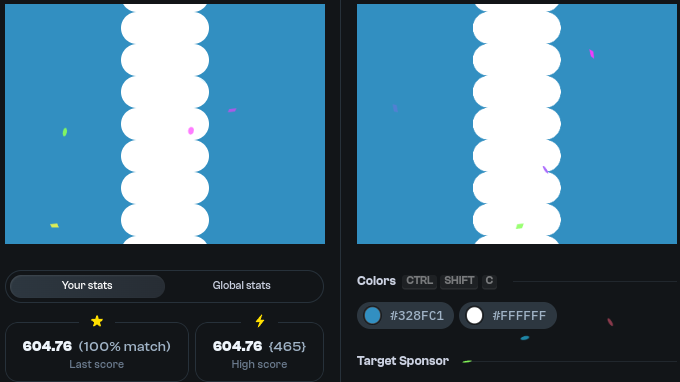 Your stats
Global stats
604.76 (100% match)
Last score
604.76 {465}
High score
Colors CTRL SHIFT C
#328FC1
#FFFFFF
Target Sponsor